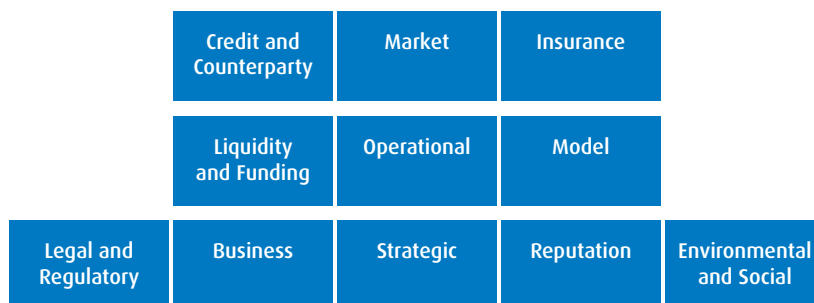 Credit and
Counterparty
Market
Insurance
Liquidity
and Funding
Operational
Model
Legal and
Regulatory
Business
Strategic
Reputation
Environmental
and Social